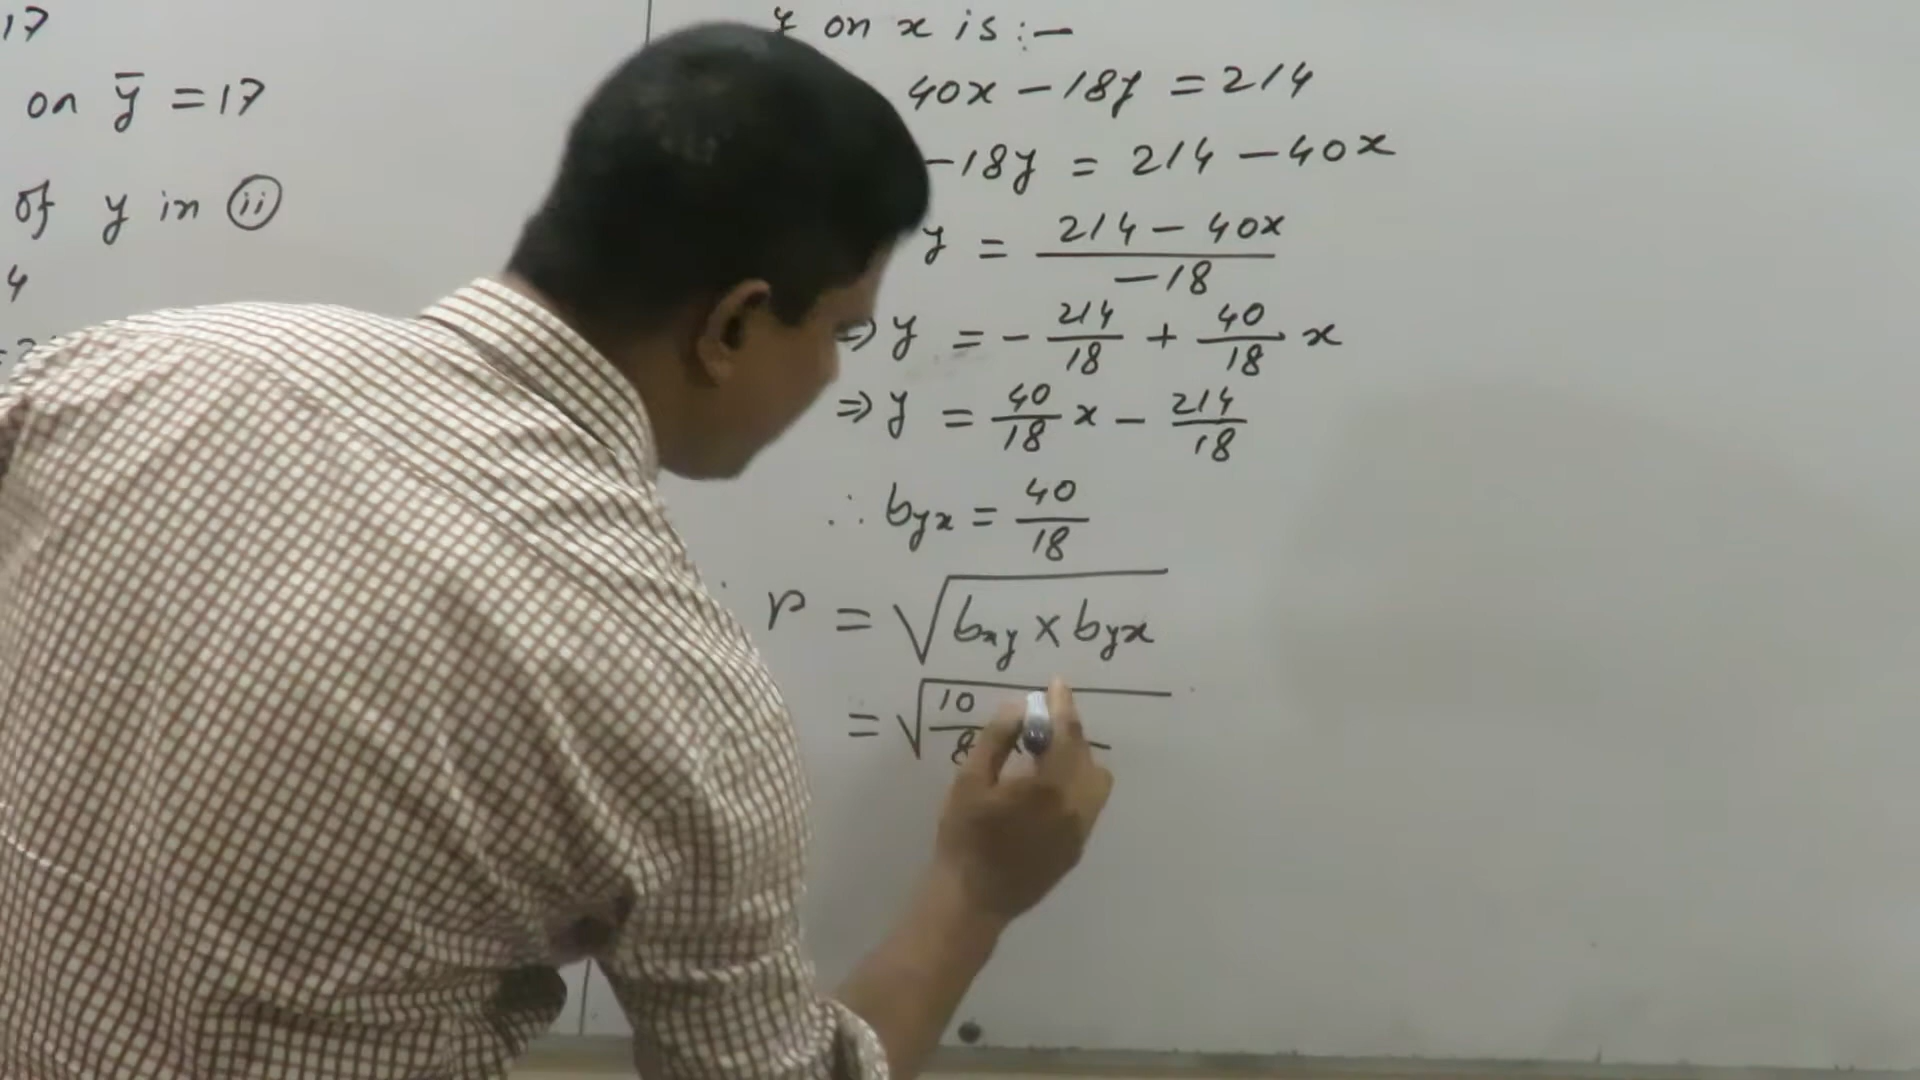 17
on ȳ = 17
of y in (ii)
4
y on x is :-
40x - 18y = 214
-18y = 214 - 40x
y = (214 - 40x)/(-18)
⇒ y = - 214/18 + 40/18 x
⇒ y = 40/18 x - 214/18
∴ byx = 40/18
r = √(bxy × byx)
= √(10/8 ×